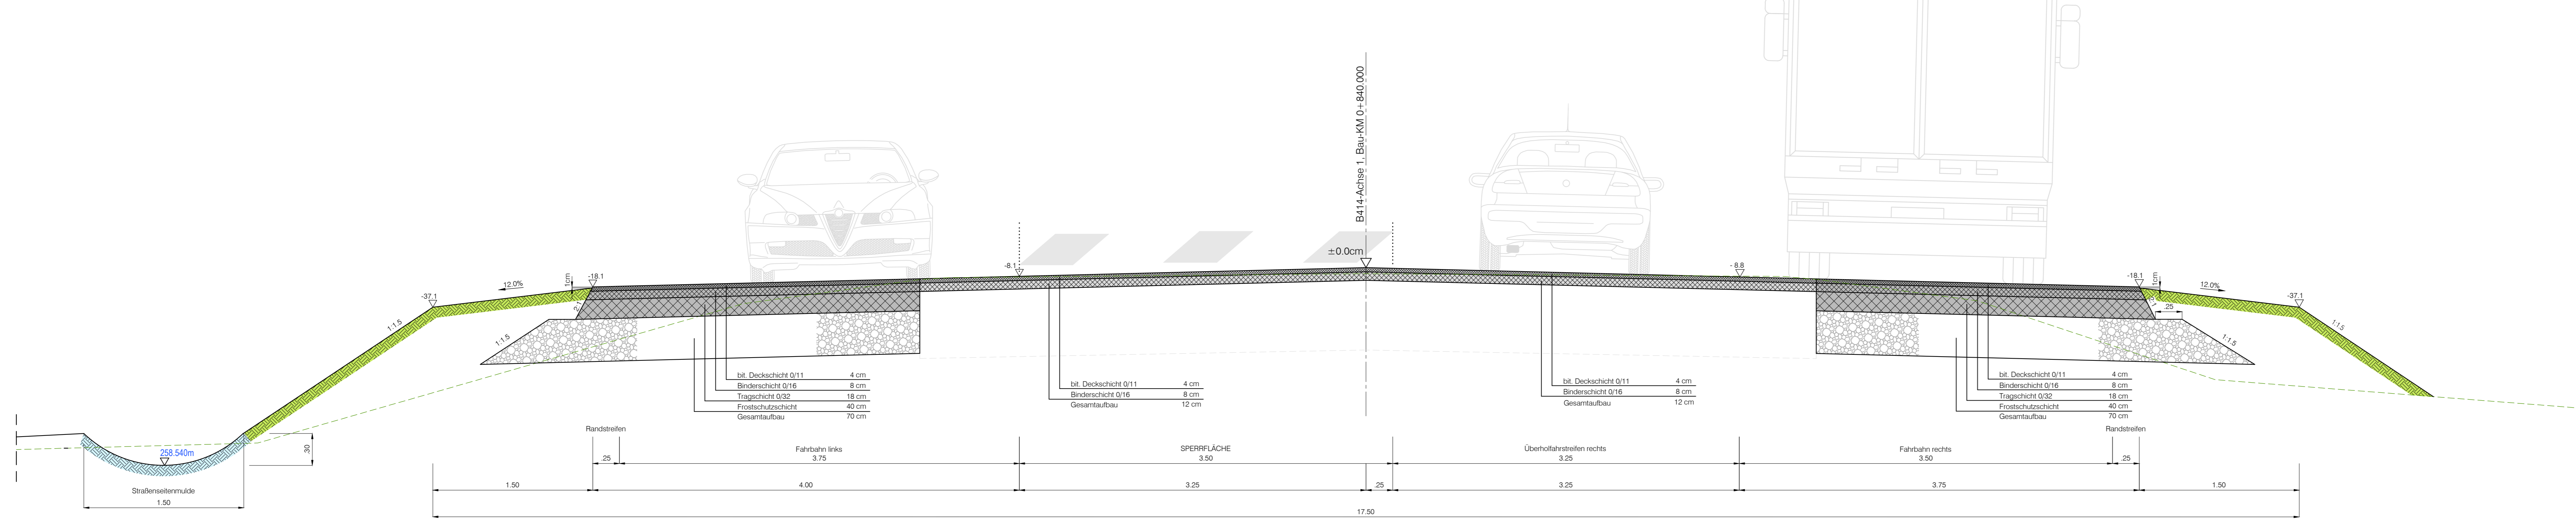 B414-Achse 1, Bau-KM 0+840.000
±0.0cm
-37.1
12.0%
1cm
-18.1
-8.1
- 8.8
-18.1
1cm
12.0%
-37.1
1:1.5
1:1.5
2:1
.25
1:1.5
1:1.5
bit. Deckschicht 0/11 4 cm
Binderschicht 0/16 8 cm
Tragschicht 0/32 18 cm
Frostschutzschicht 40 cm
Gesamtaufbau 70 cm
bit. Deckschicht 0/11 4 cm
Binderschicht 0/16 8 cm
Gesamtaufbau 12 cm
bit. Deckschicht 0/11 4 cm
Binderschicht 0/16 8 cm
Gesamtaufbau 12 cm
bit. Deckschicht 0/11 4 cm
Binderschicht 0/16 8 cm
Tragschicht 0/32 18 cm
Frostschutzschicht 40 cm
Gesamtaufbau 70 cm
258.540m
.30
Straßenseitenmulde
1.50
Randstreifen
.25
Fahrbahn links
3.75
SPERRFLÄCHE
3.50
Überholfahrstreifen rechts
3.25
Fahrbahn rechts
3.50
Randstreifen
.25
1.50 4.00 3.25 .25 3.25 3.75 1.50
17.50